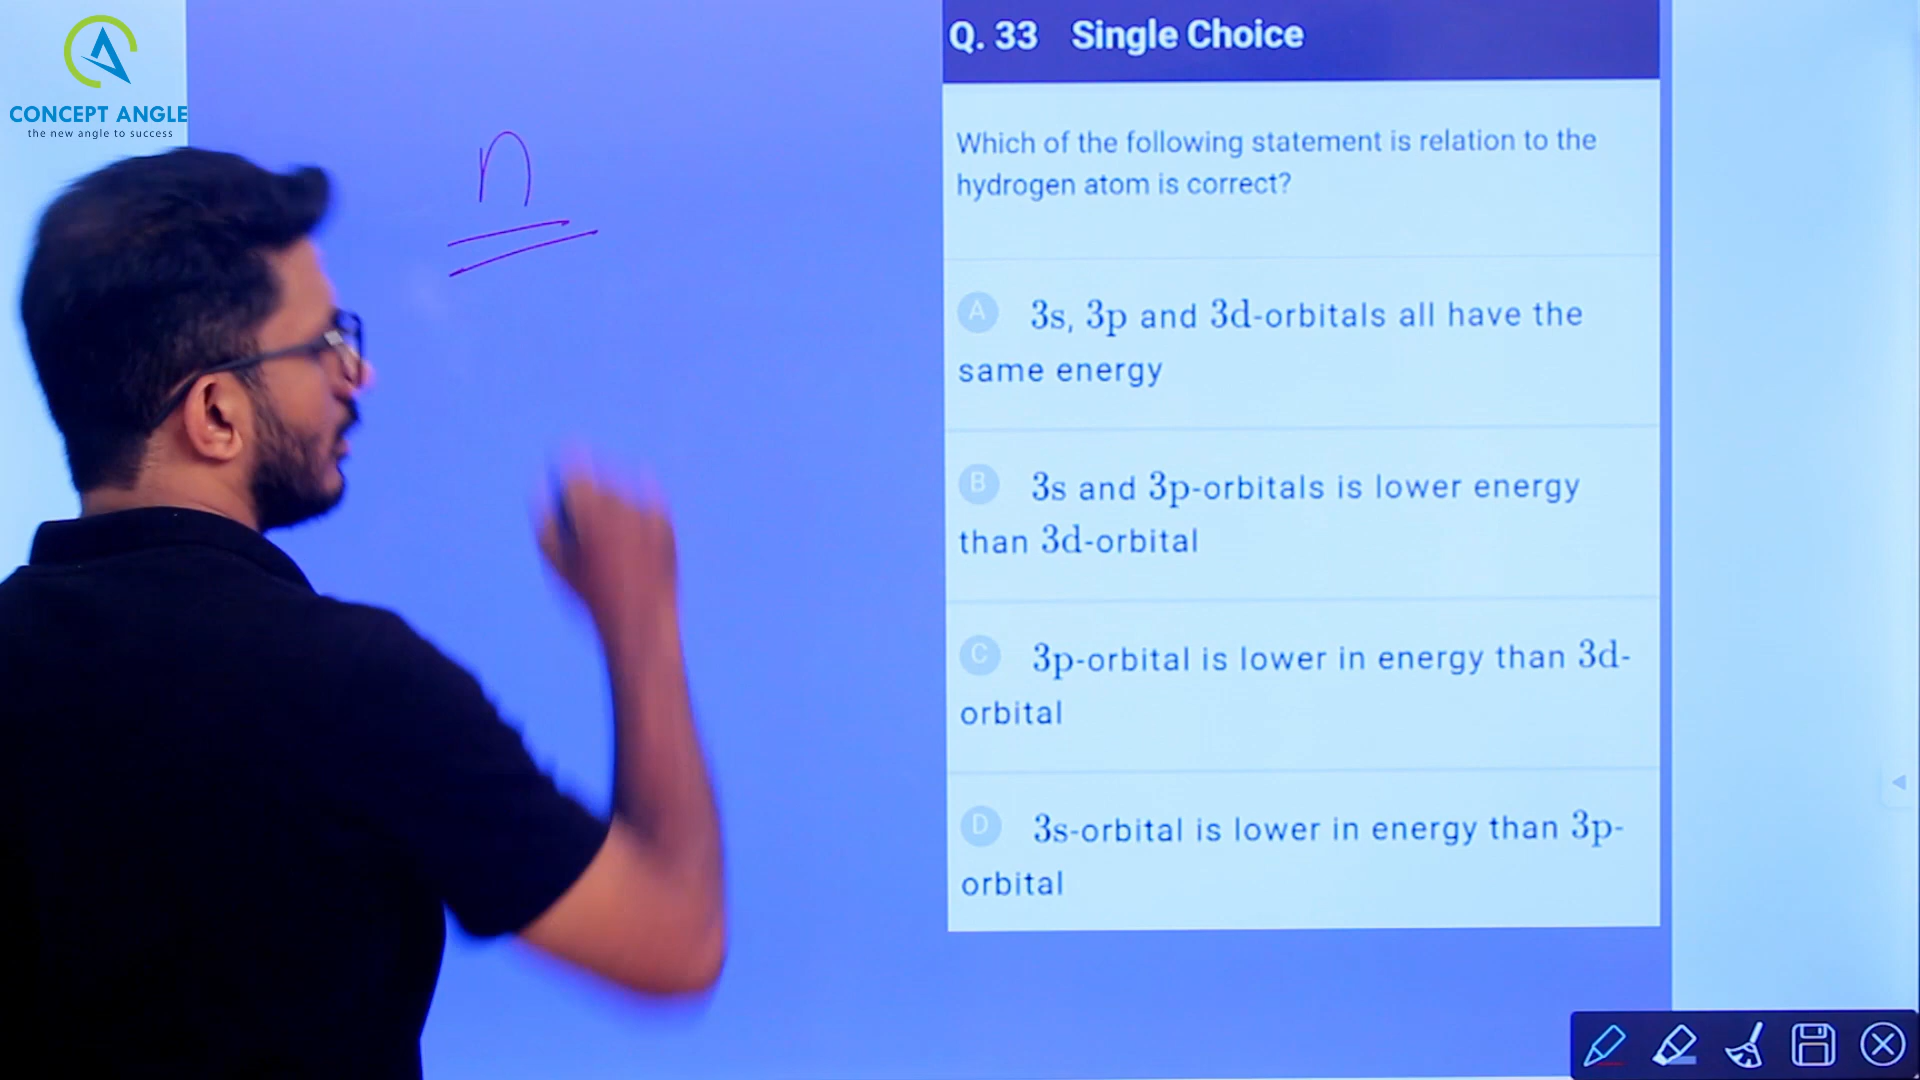 CONCEPT ANGLE
the new angle to success
n
Q. 33 Single Choice
Which of the following statement is relation to the
hydrogen atom is correct?
A 3s, 3p and 3d-orbitals all have the
same energy
B 3s and 3p-orbitals is lower energy
than 3d-orbital
C 3p-orbital is lower in energy than 3d-
orbital
D 3s-orbital is lower in energy than 3p-
orbital